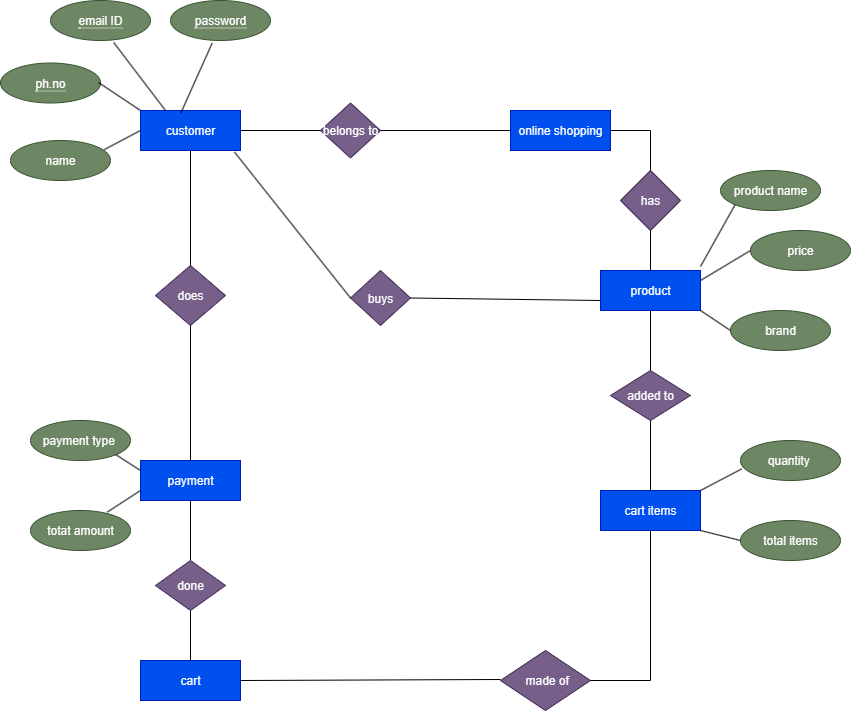 email ID
password
ph.no
name
customer
belongs to
online shopping
has
product name
price
does
buys
product
brand
added to
payment type
payment
totat amount
quantity
cart items
total items
done
cart
made of